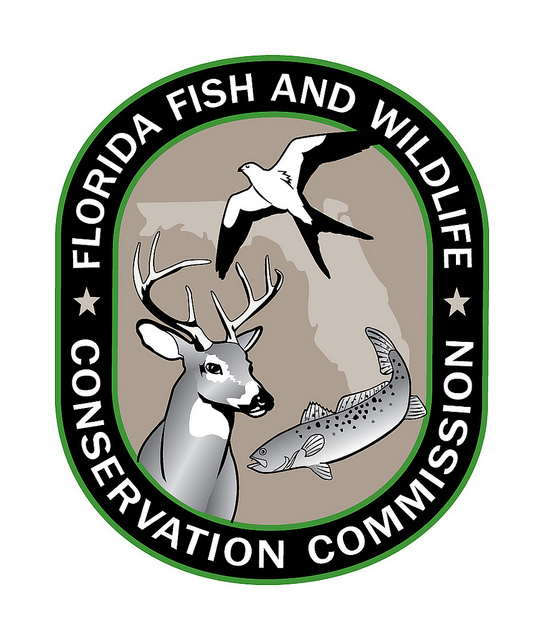 FLORIDA FISH AND WILDLIFE
CONSERVATION COMMISSION